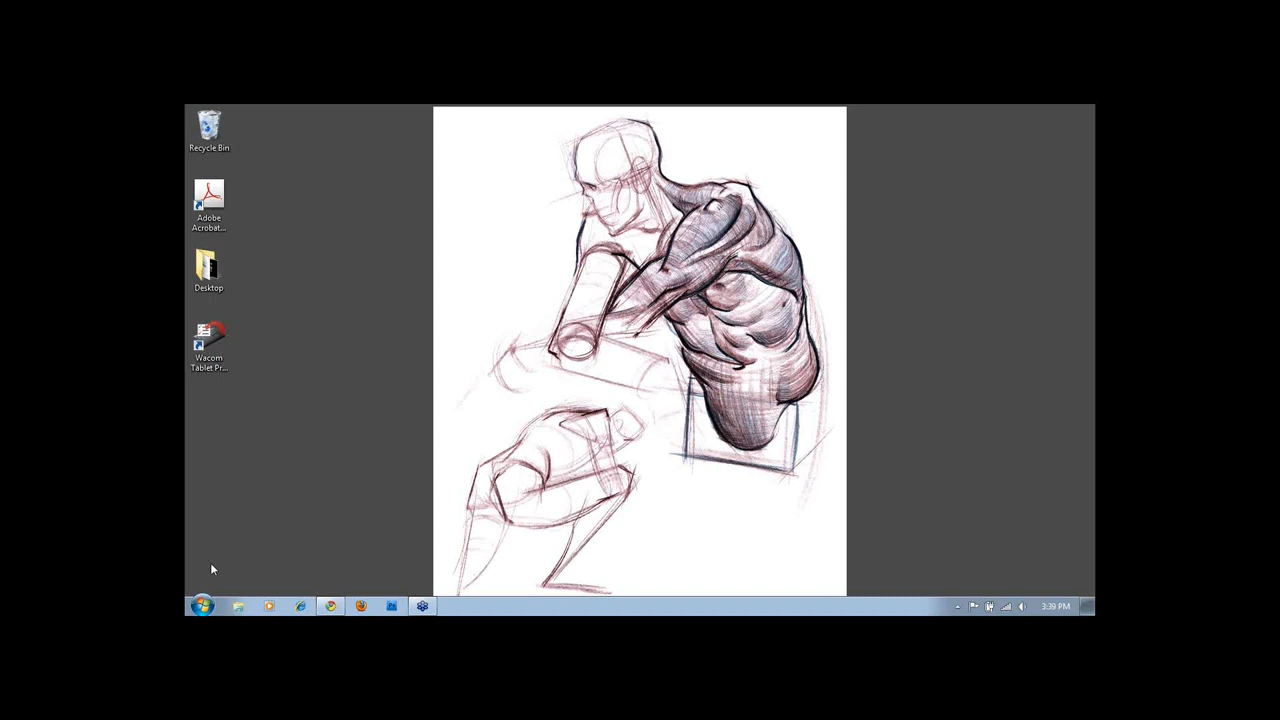 Recycle Bin
Adobe
Acrobat...
Desktop
Wacom
Tablet Pr...
3:39 PM